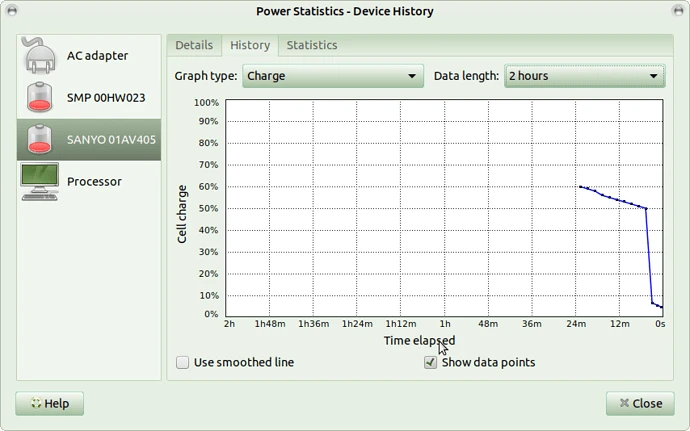 Power Statistics - Device History
AC adapter
SMP 00HW023
SANYO 01AV405
Processor
Details History Statistics
Graph type: Charge Data length: 2 hours
Cell charge
100%
90%
80%
70%
60%
50%
40%
30%
20%
10%
0%
2h 1h48m 1h36m 1h24m 1h12m 1h 48m 36m 24m 12m 0s
Time elapsed
Use smoothed line Show data points
Help Close